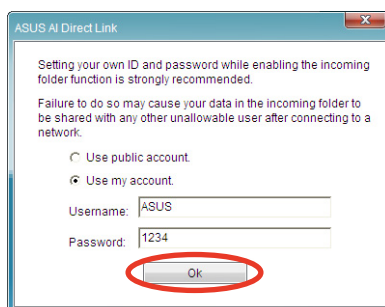 ASUS AI Direct Link
Setting your own ID and password while enabling the incoming
folder function is strongly recommended.
Failure to do so may cause your data in the incoming folder to
be shared with any other unallowable user after connecting to a
network.
Use public account.
Use my account.
Username: ASUS
Password: 1234
Ok